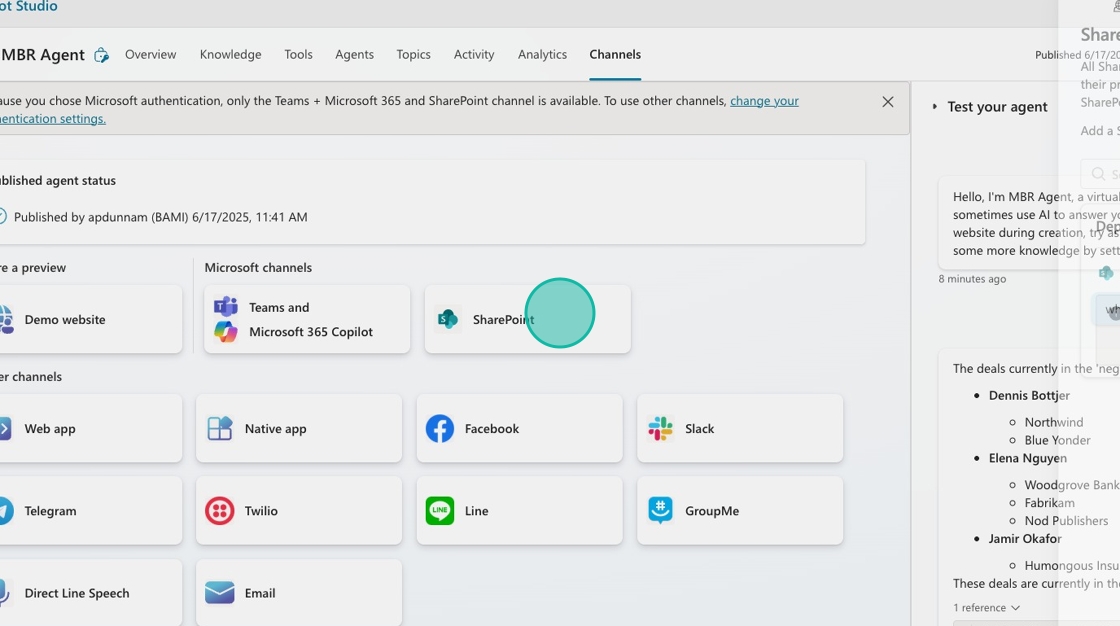 ot Studio
MBR Agent
Overview
Knowledge
Tools
Agents
Topics
Activity
Analytics
Channels
Published 6/17/20
ause you chose Microsoft authentication, only the Teams + Microsoft 365 and SharePoint channel is available. To use other channels, change your
entication settings.
ublished agent status
Published by apdunnam (BAMI) 6/17/2025, 11:41 AM
re a preview
Microsoft channels
Demo website
Teams and
Microsoft 365 Copilot
SharePoint
er channels
Web app
Native app
Facebook
Slack
Telegram
Twilio
Line
LINE
GroupMe
Direct Line Speech
Email
Test your agent
Hello, I'm MBR Agent, a virtual
sometimes use AI to answer yo
website during creation, try as
some more knowledge by sett
8 minutes ago
The deals currently in the 'neg
Dennis Bottjer
Northwind
Blue Yonder
Elena Nguyen
Woodgrove Bank
Fabrikam
Nod Publishers
Jamir Okafor
Humongous Insu
These deals are currently in the
1 reference
Share
All Shar
their pr
SharePo
Add a S
Dep
wh